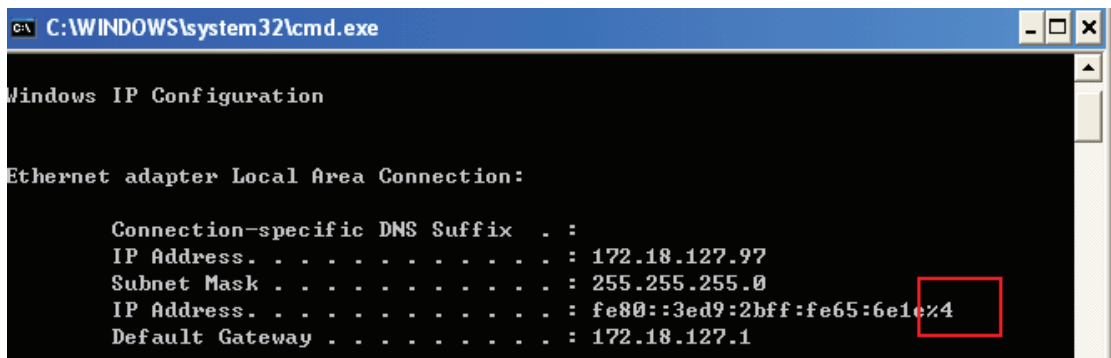 C:\WINDOWS\system32\cmd.exe
Windows IP Configuration
Ethernet adapter Local Area Connection:
Connection-specific DNS Suffix . :
IP Address. . . . . . . . . . . . : 172.18.127.97
Subnet Mask . . . . . . . . . . . : 255.255.255.0
IP Address. . . . . . . . . . . . : fe80::3ed9:2bff:fe65:6e1e%4
Default Gateway . . . . . . . . . : 172.18.127.1